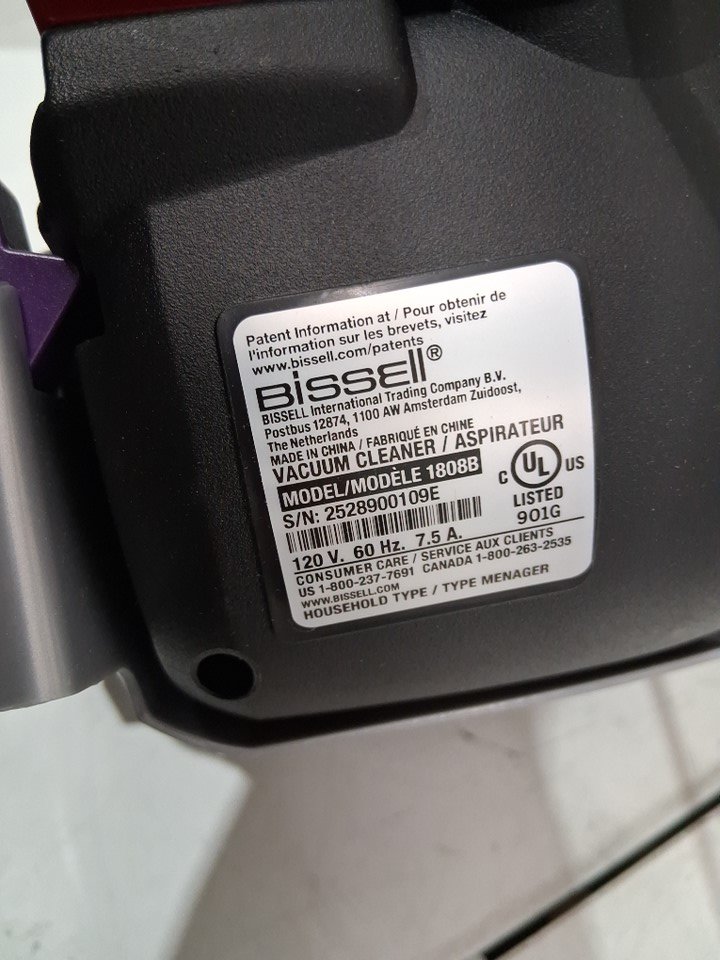 Patent Information at / Pour obtenir de
l'information sur les brevets, visitez
www.bissell.com/patents
BISSELL®
BISSELL International Trading Company B.V.
Postbus 12874, 1100 AW Amsterdam Zuidoost,
The Netherlands
MADE IN CHINA / FABRIQUÉ EN CHINE
VACUUM CLEANER / ASPIRATEUR
MODEL/MODÈLE 1808B
S/N: 2528900109E
C UL US
LISTED
901G
120 V. 60 Hz. 7.5 A.
CONSUMER CARE / SERVICE AUX CLIENTS
US 1-800-237-7691 CANADA 1-800-263-2535
WWW.BISSELL.COM
HOUSEHOLD TYPE / TYPE MENAGER